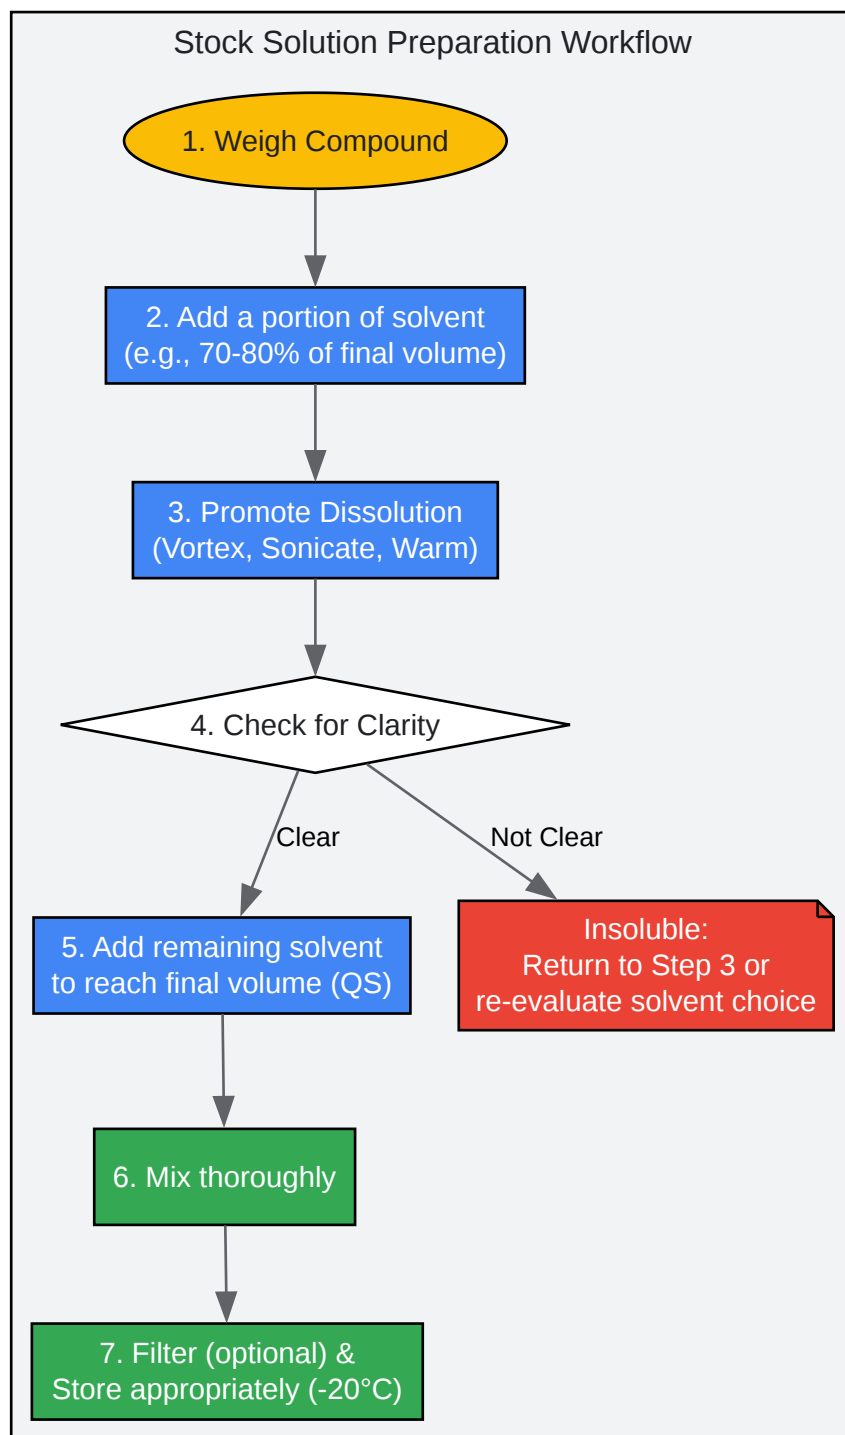 Stock Solution Preparation Workflow
1. Weigh Compound
2. Add a portion of solvent
(e.g., 70-80% of final volume)
3. Promote Dissolution
(Vortex, Sonicate, Warm)
4. Check for Clarity
Clear
Not Clear
5. Add remaining solvent
to reach final volume (QS)
Insoluble:
Return to Step 3 or
re-evaluate solvent choice
6. Mix thoroughly
7. Filter (optional) &
Store appropriately (-20°C)